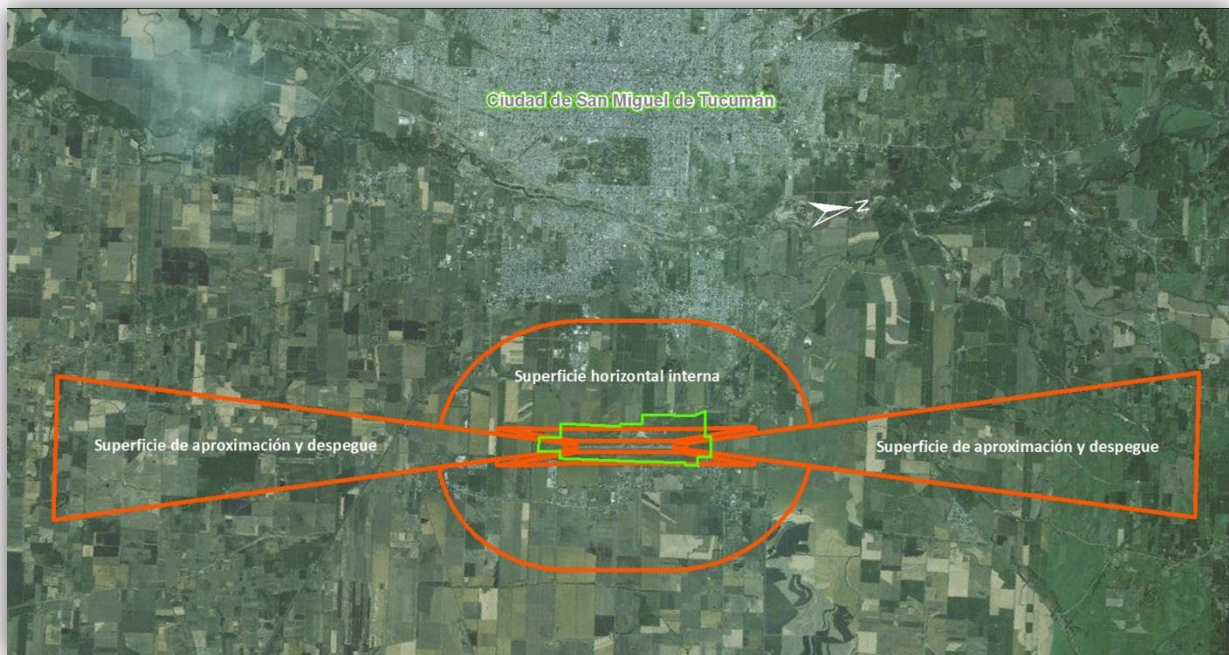 Ciudad de San Miguel de Tucumán
N
Superficie horizontal interna
Superficie de aproximación y despegue
Superficie de aproximación y despegue